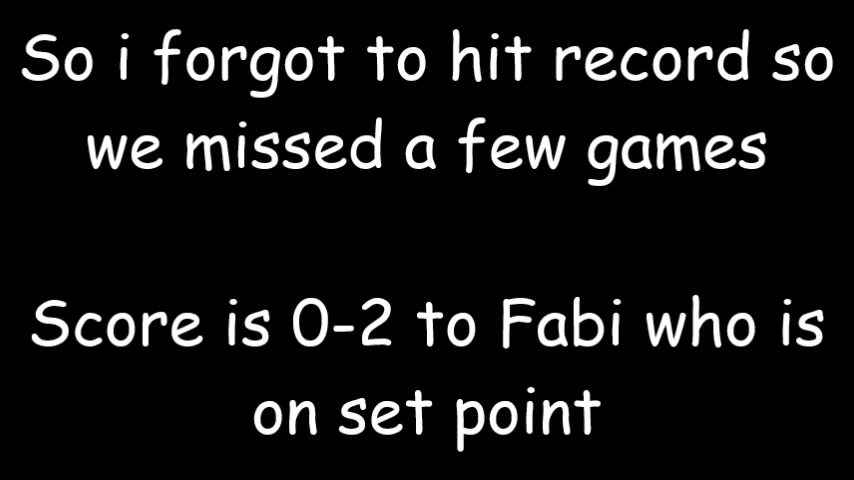 So i forgot to hit record so
we missed a few games
Score is 0-2 to Fabi who is
on set point